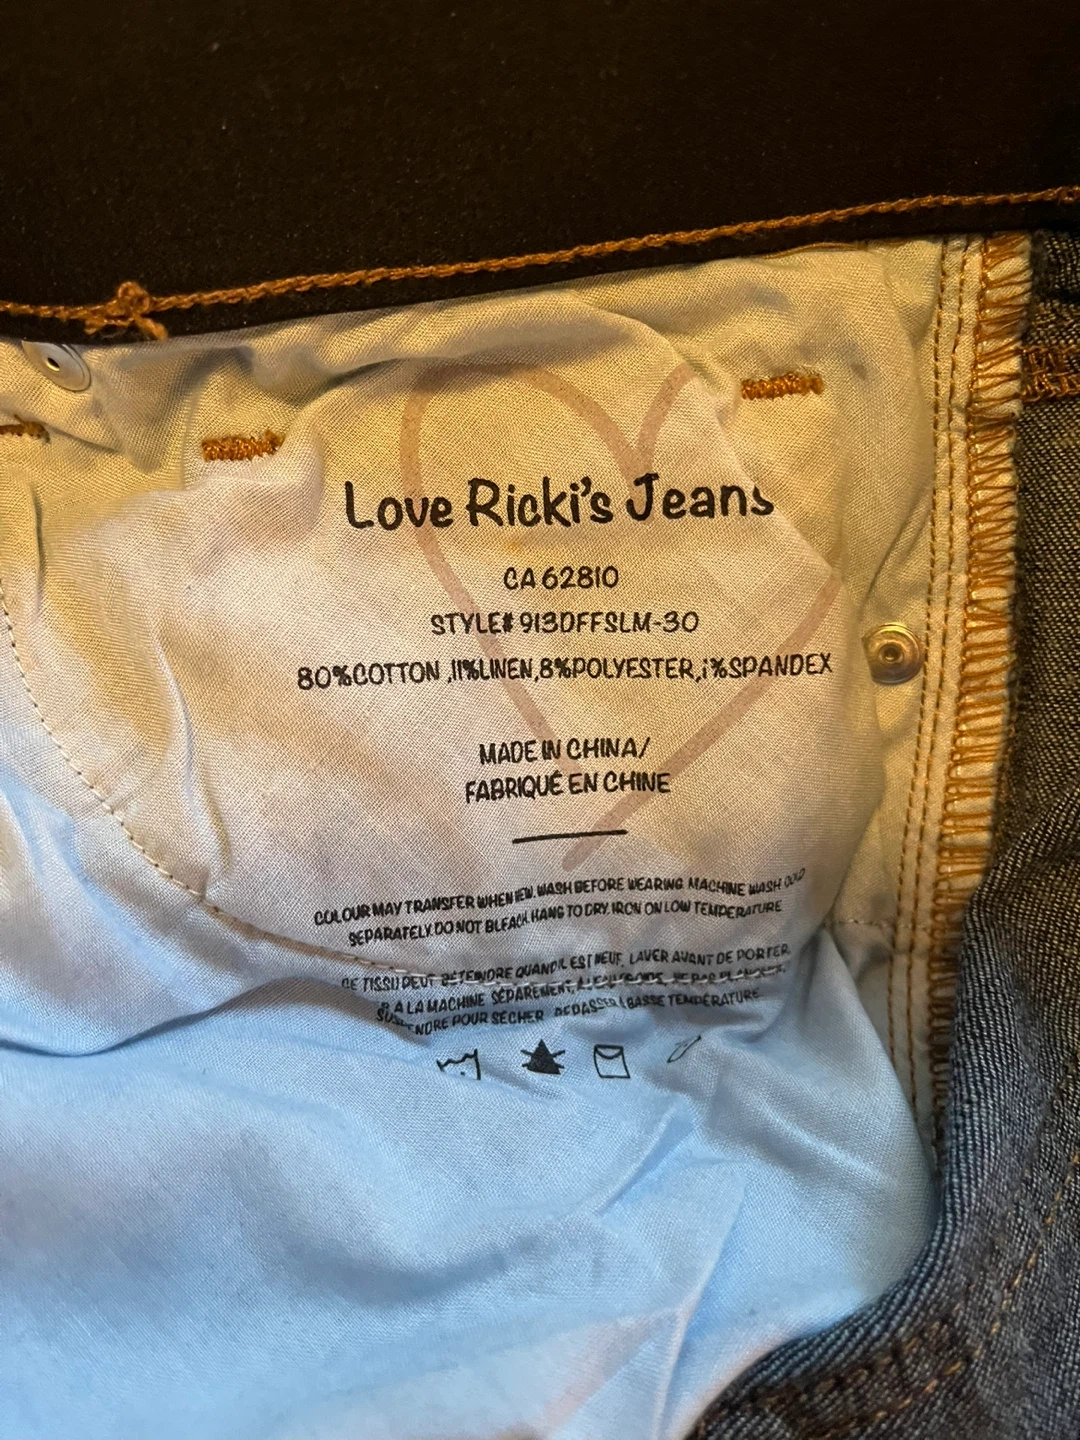 Love Ricki's Jeans
CA 62810
STYLE# 913DFFSLM-30
80%COTTON ,11%LINEN,8%POLYESTER,1%SPANDEX
MADE IN CHINA/
FABRIQUÉ EN CHINE
COLOUR MAY TRANSFER WHEN NEW. WASH BEFORE WEARING. MACHINE WASH COLD
SEPARATELY. DO NOT BLEACH. HANG TO DRY. IRON ON LOW TEMPERATURE
CE TISSU PEUT DÉTEINDRE QUAND IL EST NEUF. LAVER AVANT DE PORTER.
À LA MACHINE SÉPARÉMENT,
SUSPENDRE POUR SÉCHER. REPASSER À BASSE TEMPÉRATURE.